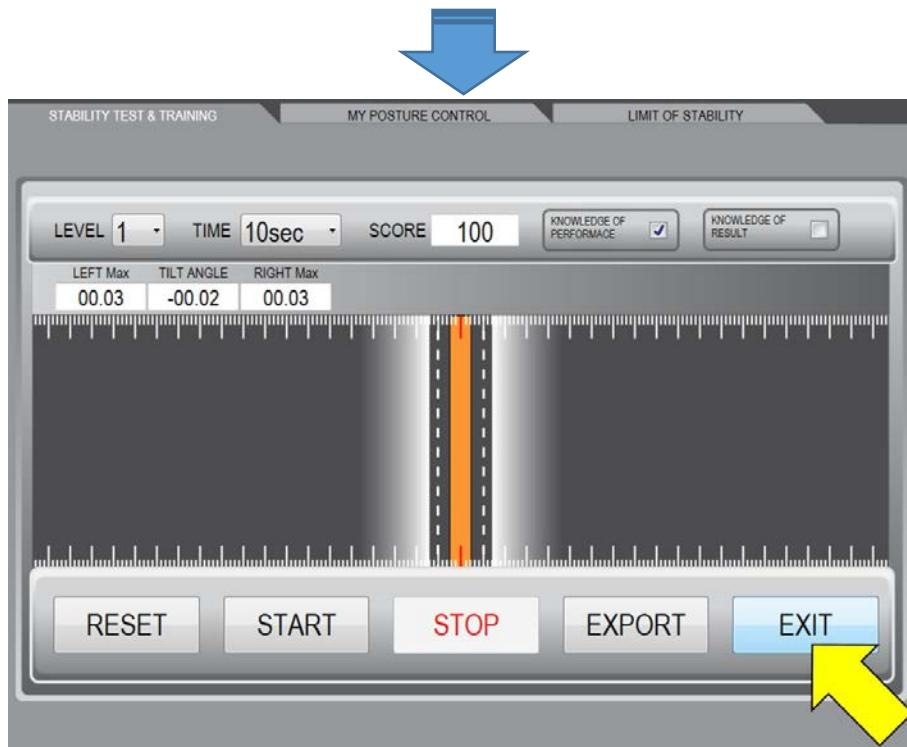 STABILITY TEST & TRAINING MY POSTURE CONTROL LIMIT OF STABILITY
LEVEL 1 TIME 10sec SCORE 100 KNOWLEDGE OF PERFORMACE KNOWLEDGE OF RESULT
LEFT Max TILT ANGLE RIGHT Max
00.03 -00.02 00.03
RESET START STOP EXPORT EXIT